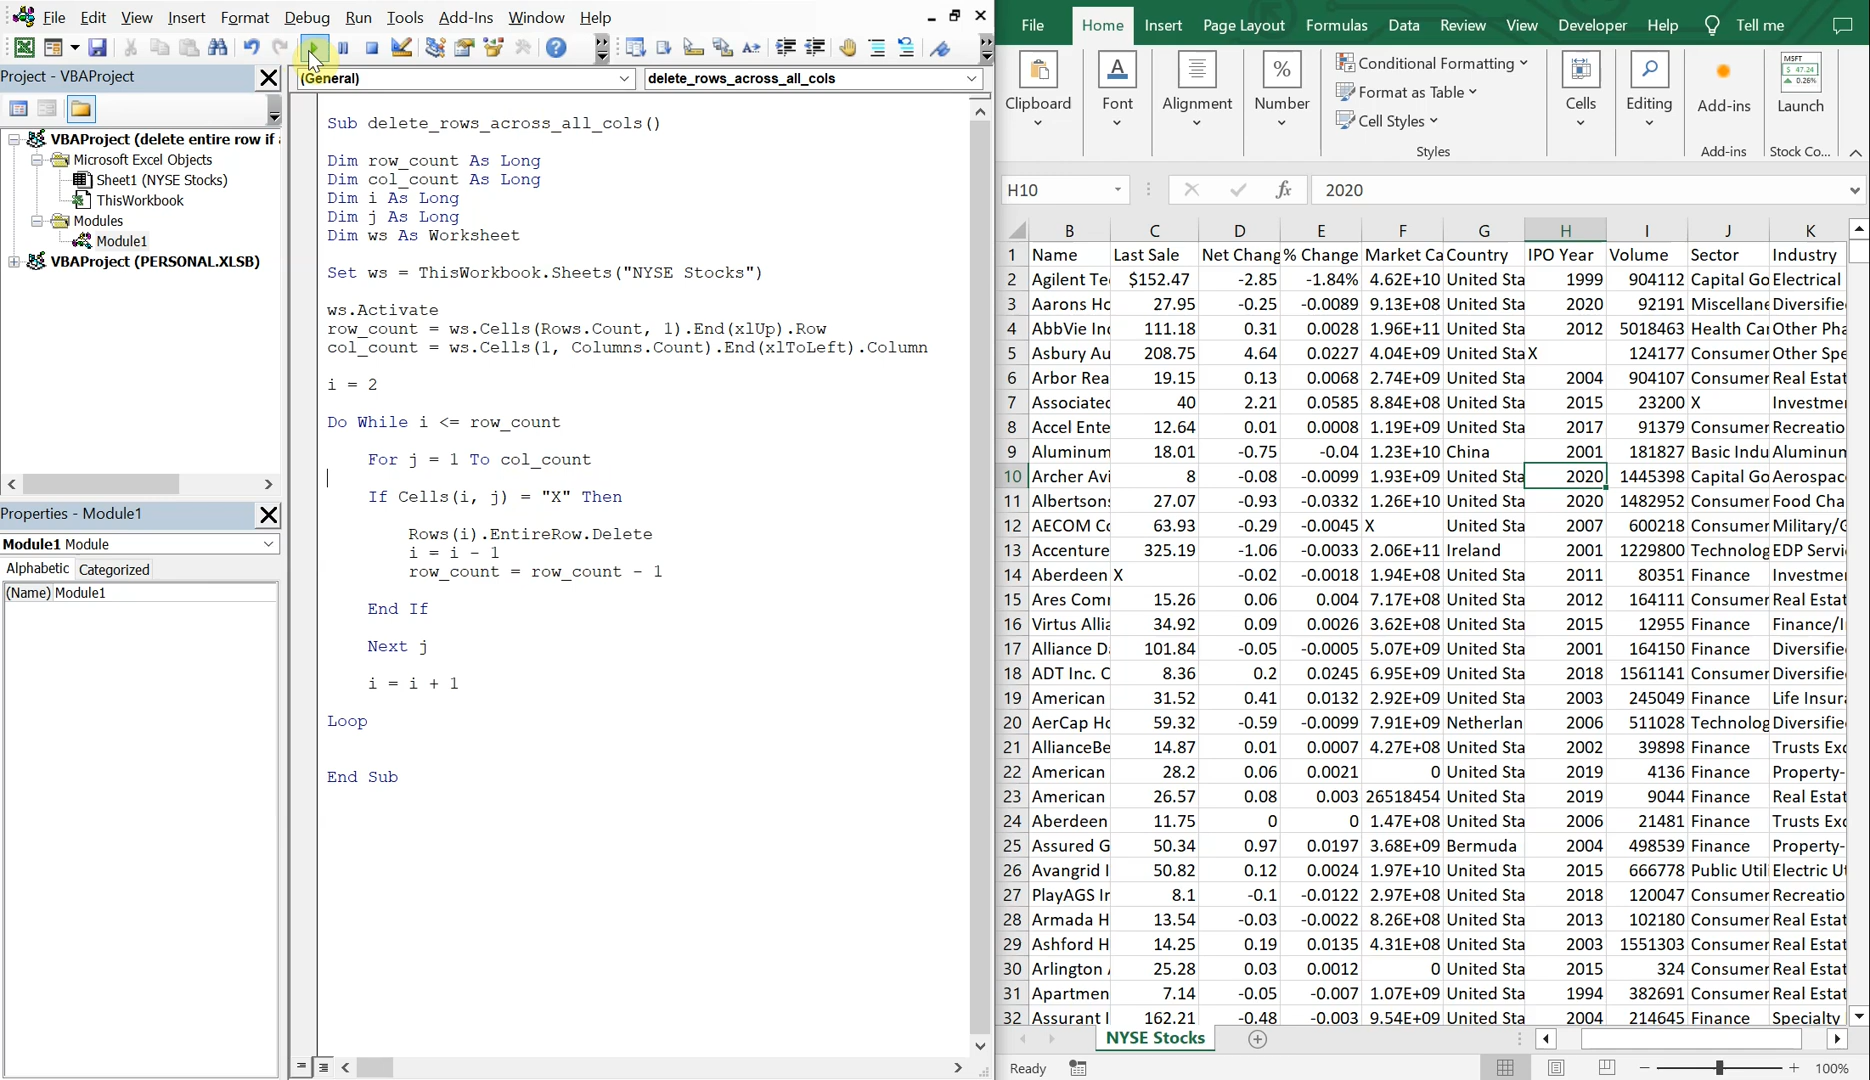 File Edit View Insert Format Debug Run Tools Add-Ins Window Help
Project - VBAProject
(General)
delete_rows_across_all_cols
VBAProject (delete entire row if
Microsoft Excel Objects
Sheet1 (NYSE Stocks)
ThisWorkbook
Modules
Module1
VBAProject (PERSONAL.XLSB)
Properties - Module1
Module1 Module
Alphabetic Categorized
(Name) Module1
Sub delete_rows_across_all_cols()
Dim row_count As Long
Dim col_count As Long
Dim i As Long
Dim j As Long
Dim ws As Worksheet
Set ws = ThisWorkbook.Sheets("NYSE Stocks")
ws.Activate
row_count = ws.Cells(Rows.Count, 1).End(xlUp).Row
col_count = ws.Cells(1, Columns.Count).End(xlToLeft).Column
i = 2
Do While i <= row_count
For j = 1 To col_count
If Cells(i, j) = "X" Then
Rows(i).EntireRow.Delete
i = i - 1
row_count = row_count - 1
End If
Next j
i = i + 1
Loop
End Sub
File Home Insert Page Layout Formulas Data Review View Developer Help Tell me
Clipboard
Font
Alignment
Number
Conditional Formatting
Format as Table
Cell Styles
Styles
Cells
Editing
Add-ins
Add-ins
MSFT
$ 47.24
0.26%
Launch
Stock Co...
H10
fx
2020
B C D E F G H I J K
1 Name Last Sale Net Chang % Change Market Ca Country IPO Year Volume Sector Industry
2 Agilent Te $152.47 -2.85 -1.84% 4.62E+10 United Sta 1999 904112 Capital Go Electrical
3 Aarons Ho 27.95 -0.25 -0.0089 9.13E+08 United Sta 2020 92191 Miscellane Diversifie
4 AbbVie Inc 111.18 0.31 0.0028 1.96E+11 United Sta 2012 5018463 Health Car Other Pha
5 Asbury Au 208.75 4.64 0.0227 4.04E+09 United Sta X 124177 Consumer Other Spe
6 Arbor Rea 19.15 0.13 0.0068 2.74E+09 United Sta 2004 904107 Consumer Real Estat
7 Associated 40 2.21 0.0585 8.84E+08 United Sta 2015 23200 X Investmer
8 Accel Ente 12.64 0.01 0.0008 1.19E+09 United Sta 2017 91379 Consumer Recreatio
9 Aluminum 18.01 -0.75 -0.04 1.23E+10 China 2001 181827 Basic Indu Aluminum
10 Archer Avi 8 -0.08 -0.0099 1.93E+09 United Sta 2020 1445398 Capital Go Aerospace
11 Albertsons 27.07 -0.93 -0.0332 1.26E+10 United Sta 2020 1482952 Consumer Food Cha
12 AECOM Co 63.93 -0.29 -0.0045 X United Sta 2007 600218 Consumer Military/G
13 Accenture 325.19 -1.06 -0.0033 2.06E+11 Ireland 2001 1229800 Technolog EDP Servi
14 Aberdeen X -0.02 -0.0018 1.94E+08 United Sta 2011 80351 Finance Investmer
15 Ares Comr 15.26 0.06 0.004 7.17E+08 United Sta 2012 164111 Consumer Real Estat
16 Virtus Allia 34.92 0.09 0.0026 3.62E+08 United Sta 2015 12955 Finance Finance/I
17 Alliance D 101.84 -0.05 -0.0005 5.07E+09 United Sta 2001 164150 Finance Diversifie
18 ADT Inc. C 8.36 0.2 0.0245 6.95E+09 United Sta 2018 1561141 Consumer Diversifie
19 American 31.52 0.41 0.0132 2.92E+09 United Sta 2003 245049 Finance Life Insura
20 AerCap Ho 59.32 -0.59 -0.0099 7.91E+09 Netherlan 2006 511028 Technolog Diversifie
21 AllianceBe 14.87 0.01 0.0007 4.27E+08 United Sta 2002 39898 Finance Trusts Exc
22 American 28.2 0.06 0.0021 0 United Sta 2019 4136 Finance Property-
23 American 26.57 0.08 0.003 26518454 United Sta 2019 9044 Finance Real Estat
24 Aberdeen 11.75 0 0 1.47E+08 United Sta 2006 21481 Finance Trusts Exc
25 Assured G 50.34 0.97 0.0197 3.68E+09 Bermuda 2004 498539 Finance Property-
26 Avangrid I 50.82 0.12 0.0024 1.97E+10 United Sta 2015 666778 Public Util Electric Ut
27 PlayAGS Ir 8.1 -0.1 -0.0122 2.97E+08 United Sta 2018 120047 Consumer Recreatio
28 Armada H 13.54 -0.03 -0.0022 8.26E+08 United Sta 2013 102180 Consumer Real Estat
29 Ashford H 14.25 0.19 0.0135 4.31E+08 United Sta 2003 1551303 Consumer Real Estat
30 Arlington 25.28 0.03 0.0012 0 United Sta 2015 324 Consumer Real Estat
31 Apartmen 7.14 -0.05 -0.007 1.07E+09 United Sta 1994 382691 Consumer Real Estat
32 Assurant I 162.21 -0.48 -0.003 9.54E+09 United Sta 2004 214645 Finance Specialty
NYSE Stocks
Ready
100%